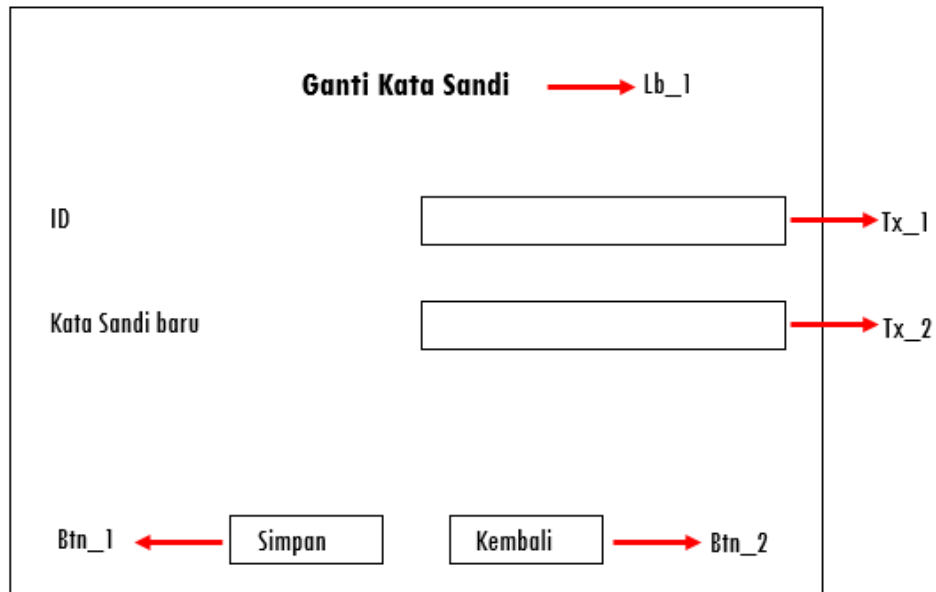 Ganti Kata Sandi Lb_1
ID Tx_1
Kata Sandi baru Tx_2
Btn_1 Simpan Kembali Btn_2